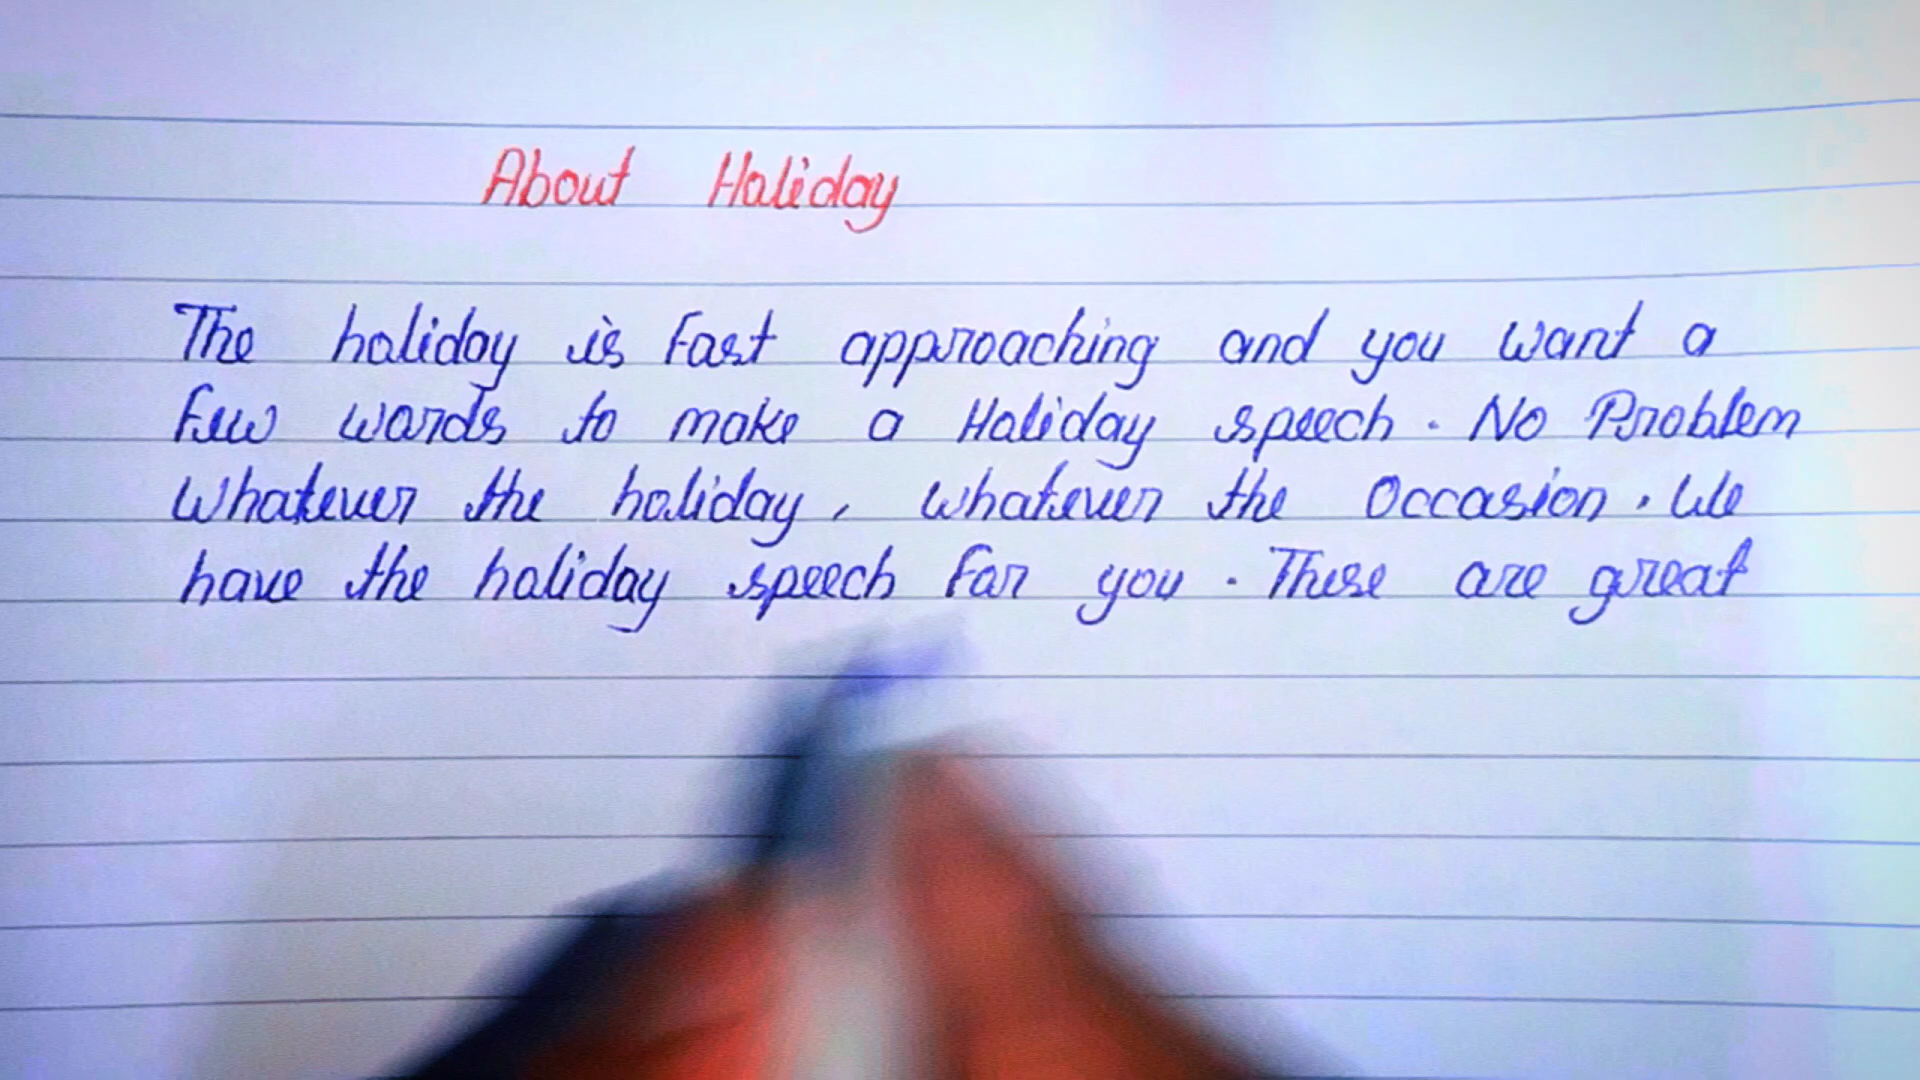 About Holiday
The holiday is Fast approaching and you want a
Few words to make a Holiday speech. No Problem
Whatever the holiday, whatever the Occasion. We
have the holiday speech For you. These are great